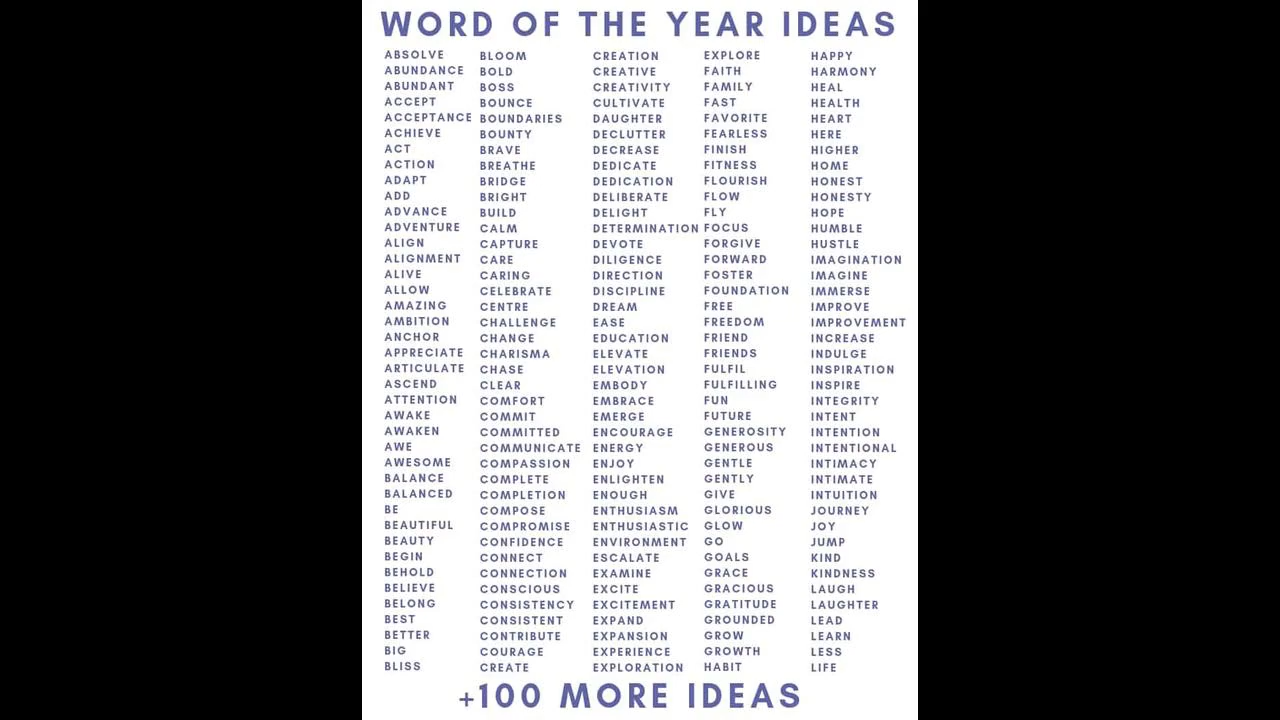 WORD OF THE YEAR IDEAS
ABSOLVE
ABUNDANCE
ABUNDANT
ACCEPT
ACCEPTANCE
ACHIEVE
ACT
ACTION
ADAPT
ADD
ADVANCE
ADVENTURE
ALIGN
ALIGNMENT
ALIVE
ALLOW
AMAZING
AMBITION
ANCHOR
APPRECIATE
ARTICULATE
ASCEND
ATTENTION
AWAKE
AWAKEN
AWE
AWESOME
BALANCE
BALANCED
BE
BEAUTIFUL
BEAUTY
BEGIN
BEHOLD
BELIEVE
BELONG
BEST
BETTER
BIG
BLISS
BLOOM
BOLD
BOSS
BOUNCE
BOUNDARIES
BOUNTY
BRAVE
BREATHE
BRIDGE
BRIGHT
BUILD
CALM
CAPTURE
CARE
CARING
CELEBRATE
CENTRE
CHALLENGE
CHANGE
CHARISMA
CHASE
CLEAR
COMFORT
COMMIT
COMMITTED
COMMUNICATE
COMPASSION
COMPLETE
COMPLETION
COMPOSE
COMPROMISE
CONFIDENCE
CONNECT
CONNECTION
CONSCIOUS
CONSISTENCY
CONSISTENT
CONTRIBUTE
COURAGE
CREATE
CREATION
CREATIVE
CREATIVITY
CULTIVATE
DAUGHTER
DECLUTTER
DECREASE
DEDICATE
DEDICATION
DELIBERATE
DELIGHT
DETERMINATION
DEVOTE
DILIGENCE
DIRECTION
DISCIPLINE
DREAM
EASE
EDUCATION
ELEVATE
ELEVATION
EMBODY
EMBRACE
EMERGE
ENCOURAGE
ENERGY
ENJOY
ENLIGHTEN
ENOUGH
ENTHUSIASM
ENTHUSIASTIC
ENVIRONMENT
ESCALATE
EXAMINE
EXCITE
EXCITEMENT
EXPAND
EXPANSION
EXPERIENCE
EXPLORATION
EXPLORE
FAITH
FAMILY
FAST
FAVORITE
FEARLESS
FINISH
FITNESS
FLOURISH
FLOW
FLY
FOCUS
FORGIVE
FORWARD
FOSTER
FOUNDATION
FREE
FREEDOM
FRIEND
FRIENDS
FULFIL
FULFILLING
FUN
FUTURE
GENEROSITY
GENEROUS
GENTLE
GENTLY
GIVE
GLORIOUS
GLOW
GO
GOALS
GRACE
GRACIOUS
GRATITUDE
GROUNDED
GROW
GROWTH
HABIT
HAPPY
HARMONY
HEAL
HEALTH
HEART
HERE
HIGHER
HOME
HONEST
HONESTY
HOPE
HUMBLE
HUSTLE
IMAGINATION
IMAGINE
IMMERSE
IMPROVE
IMPROVEMENT
INCREASE
INDULGE
INSPIRATION
INSPIRE
INTEGRITY
INTENT
INTENTION
INTENTIONAL
INTIMACY
INTIMATE
INTUITION
JOURNEY
JOY
JUMP
KIND
KINDNESS
LAUGH
LAUGHTER
LEAD
LEARN
LESS
LIFE
+100 MORE IDEAS